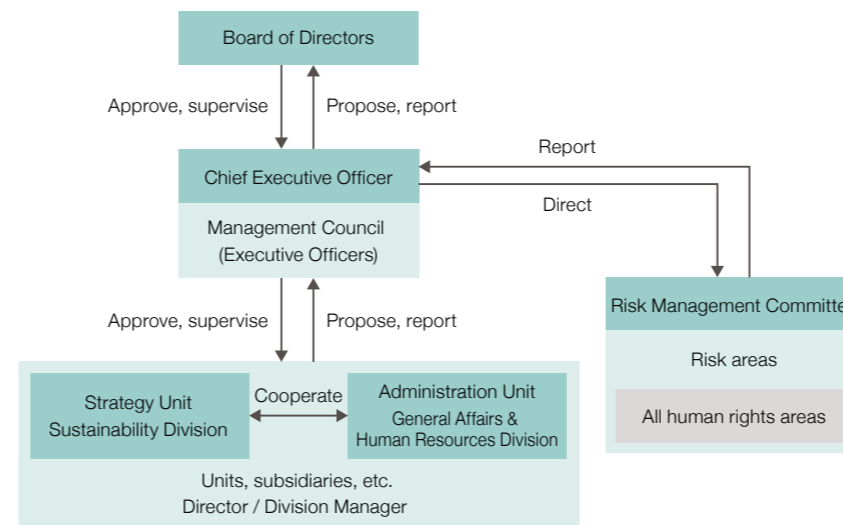 Board of Directors
Approve, supervise
Propose, report
Report
Chief Executive Officer
Direct
Management Council
(Executive Officers)
Risk Management Committe
Approve, supervise
Propose, report
Risk areas
All human rights areas
Strategy Unit
Sustainability Division
Cooperate
Administration Unit
General Affairs &
Human Resources Division
Units, subsidiaries, etc.
Director / Division Manager